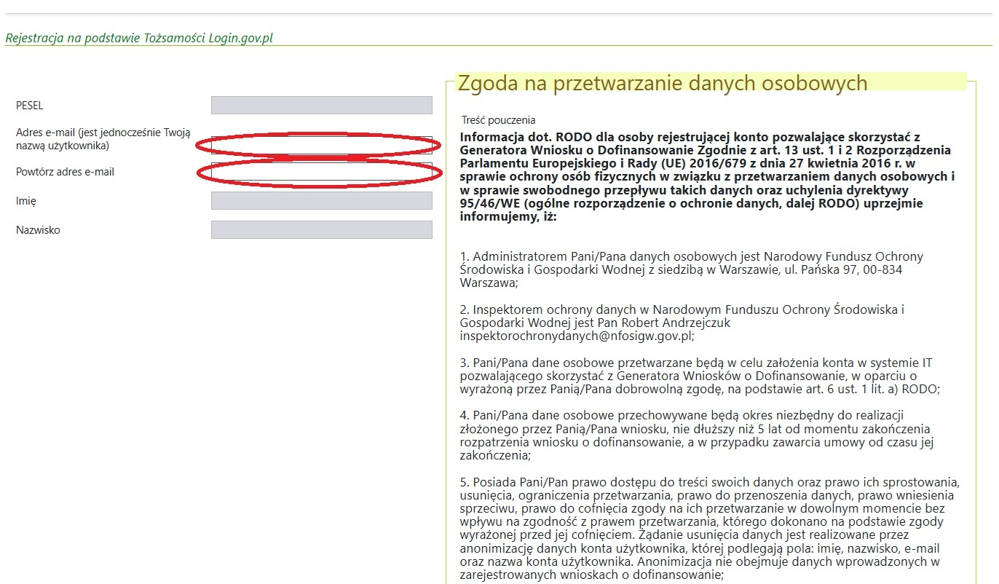 Rejestracja na podstawie Tożsamości Login.gov.pl
PESEL
Adres e-mail (jest jednocześnie Twoją
nazwą użytkownika)
Powtórz adres e-mail
Imię
Nazwisko
Zgoda na przetwarzanie danych osobowych
Treść pouczenia
Informacja dot. RODO dla osoby rejestrującej konto pozwalające skorzystać z
Generatora Wniosku o Dofinansowanie Zgodnie z art. 13 ust. 1 i 2 Rozporządzenia
Parlamentu Europejskiego i Rady (UE) 2016/679 z dnia 27 kwietnia 2016 r. w
sprawie ochrony osób fizycznych w związku z przetwarzaniem danych osobowych i
w sprawie swobodnego przepływu takich danych oraz uchylenia dyrektywy
95/46/WE (ogólne rozporządzenie o ochronie danych, dalej RODO) uprzejmie
informujemy, iż:
1. Administratorem Pani/Pana danych osobowych jest Narodowy Fundusz Ochrony
Środowiska i Gospodarki Wodnej z siedzibą w Warszawie, ul. Pańska 97, 00-834
Warszawa;
2. Inspektorem ochrony danych w Narodowym Funduszu Ochrony Środowiska i
Gospodarki Wodnej jest Pan Robert Andrzejczuk
inspektorochronydanych@nfosigw.gov.pl;
3. Pani/Pana dane osobowe przetwarzane będą w celu założenia konta w systemie IT
pozwalającego skorzystać z Generatora Wniosków o Dofinansowanie, w oparciu o
wyrażoną przez Panią/Pana dobrowolną zgodę, na podstawie art. 6 ust. 1 lit. a) RODO;
4. Pani/Pana dane osobowe przechowywane będą okres niezbędny do realizacji
złożonego przez Panią/Pana wniosku, nie dłuższy niż 5 lat od momentu zakończenia
rozpatrzenia wniosku o dofinansowanie, a w przypadku zawarcia umowy od czasu jej
zakończenia;
5. Posiada Pani/Pan prawo dostępu do treści swoich danych oraz prawo ich sprostowania,
usunięcia, ograniczenia przetwarzania, prawo do przenoszenia danych, prawo wniesienia
sprzeciwu, prawo do cofnięcia zgody na ich przetwarzanie w dowolnym momencie bez
wpływu na zgodność z prawem przetwarzania, którego dokonano na podstawie zgody
wyrażonej przed jej cofnięciem. Żądanie usunięcia danych jest realizowane przez
anonimizację danych konta użytkownika, której podlegają pola: imię, nazwisko, e-mail
oraz nazwa konta użytkownika. Anonimizacja nie obejmuje danych wprowadzonych w
zarejestrowanych wnioskach o dofinansowanie;